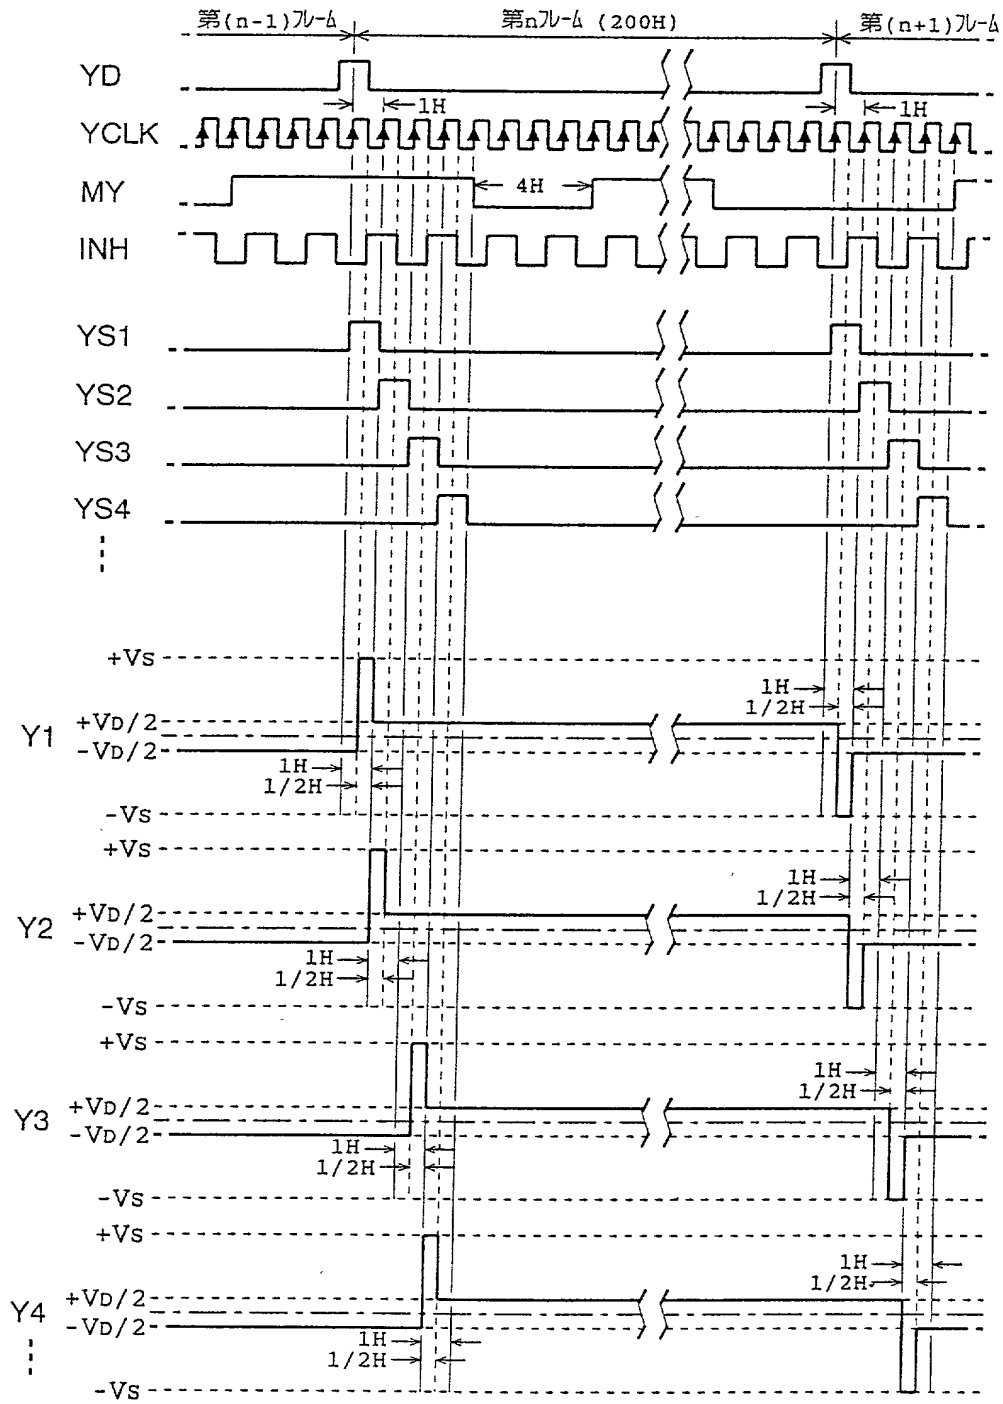 第(n-1)フレーム 第nフレーム (200H) 第(n+1)フレーム
YD
1H 1H
YCLK
MY 4H
INH
YS1
YS2
YS3
YS4
+VS
1H
1/2H
+VD/2
Y1
-VD/2
1H
1/2H
-VS
+VS
1H
1/2H
+VD/2
Y2
-VD/2
1H
1/2H
-VS
+VS
1H
1/2H
+VD/2
Y3
-VD/2
1H
1/2H
-VS
+VS
1H
1/2H
+VD/2
Y4
-VD/2
1H
1/2H
-VS